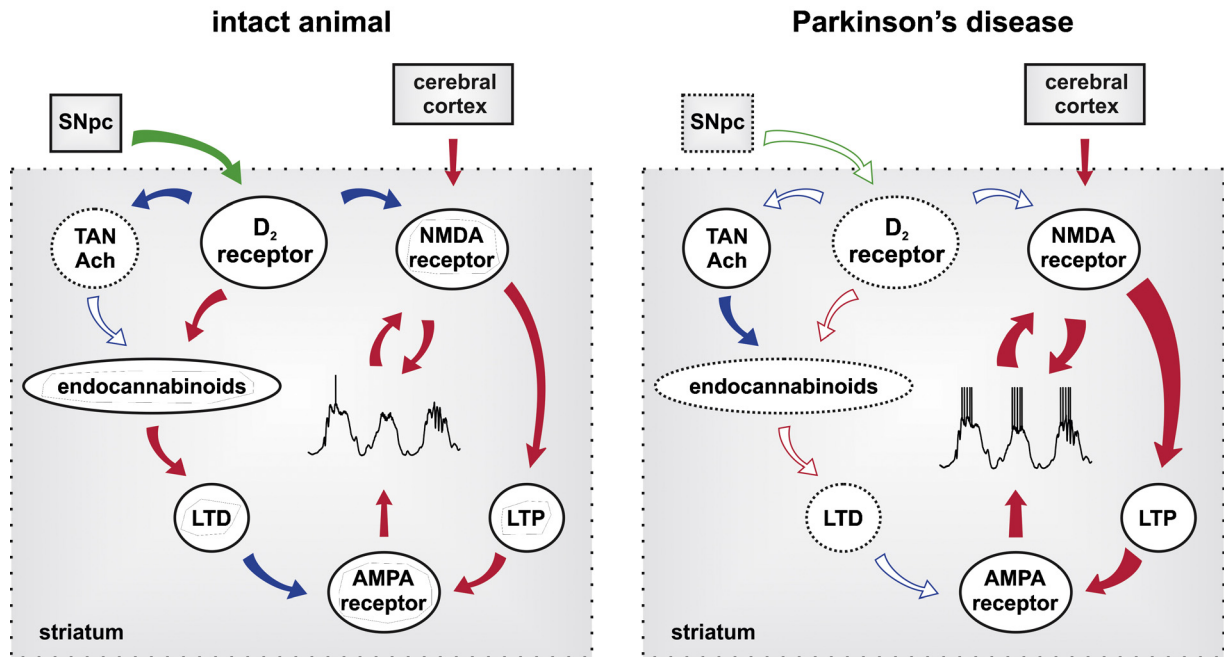 intact animal
SNpc
cerebral
cortex
TAN
Ach
D₂
receptor
NMDA
receptor
endocannabinoids
LTD
LTP
AMPA
receptor
striatum
Parkinson’s disease
SNpc
cerebral
cortex
TAN
Ach
D₂
receptor
NMDA
receptor
endocannabinoids
LTD
LTP
AMPA
receptor
striatum